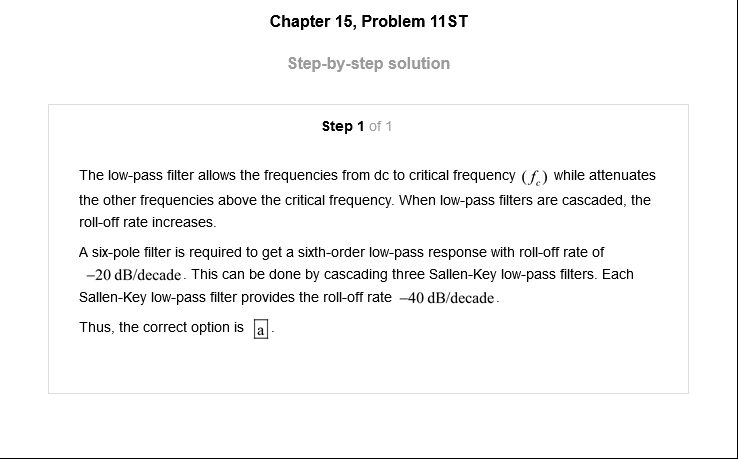 Chapter 15, Problem 11ST
Step-by-step solution
Step 1 of 1
The low-pass filter allows the frequencies from dc to critical frequency (f_c) while attenuates
the other frequencies above the critical frequency. When low-pass filters are cascaded, the
roll-off rate increases.
A six-pole filter is required to get a sixth-order low-pass response with roll-off rate of
−20 dB/decade. This can be done by cascading three Sallen-Key low-pass filters. Each
Sallen-Key low-pass filter provides the roll-off rate −40 dB/decade.
Thus, the correct option is a.